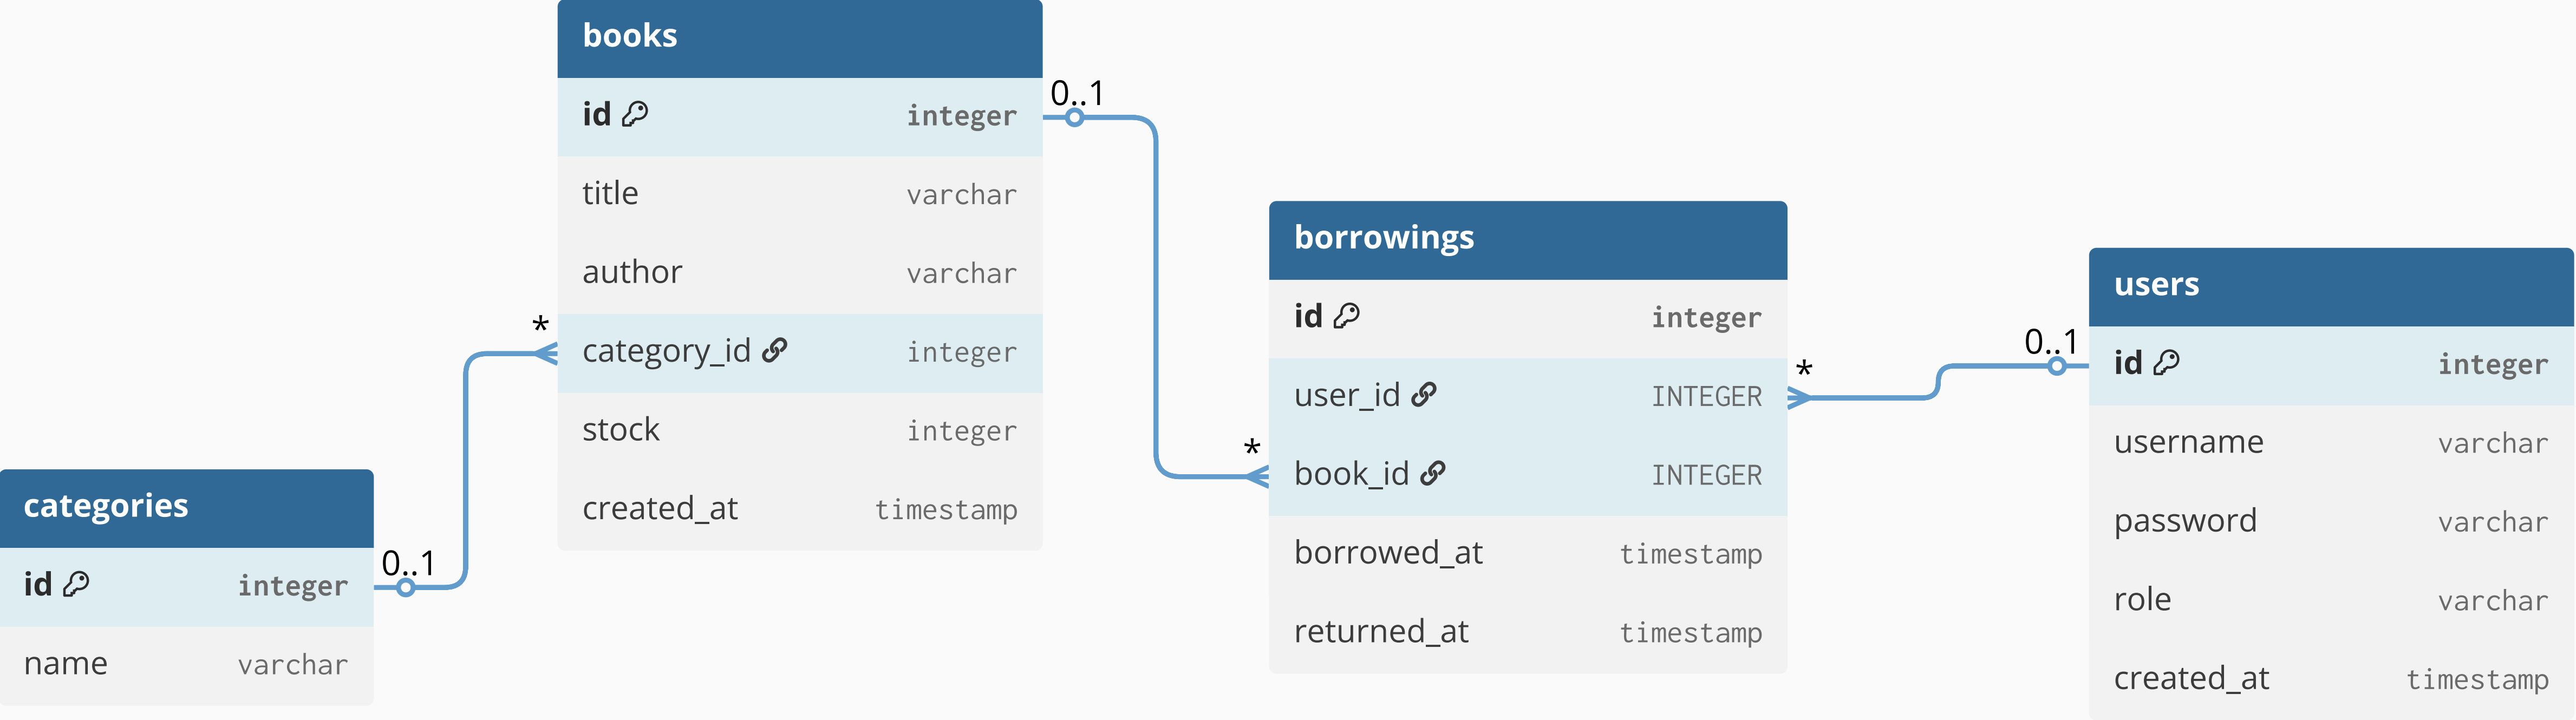 books
id integer
title varchar
author varchar
category_id integer
stock integer
created_at timestamp
0..1
*
categories
id integer
name varchar
0..1
*
borrowings
id integer
user_id INTEGER
book_id INTEGER
borrowed_at timestamp
returned_at timestamp
*
0..1
users
id integer
username varchar
password varchar
role varchar
created_at timestamp